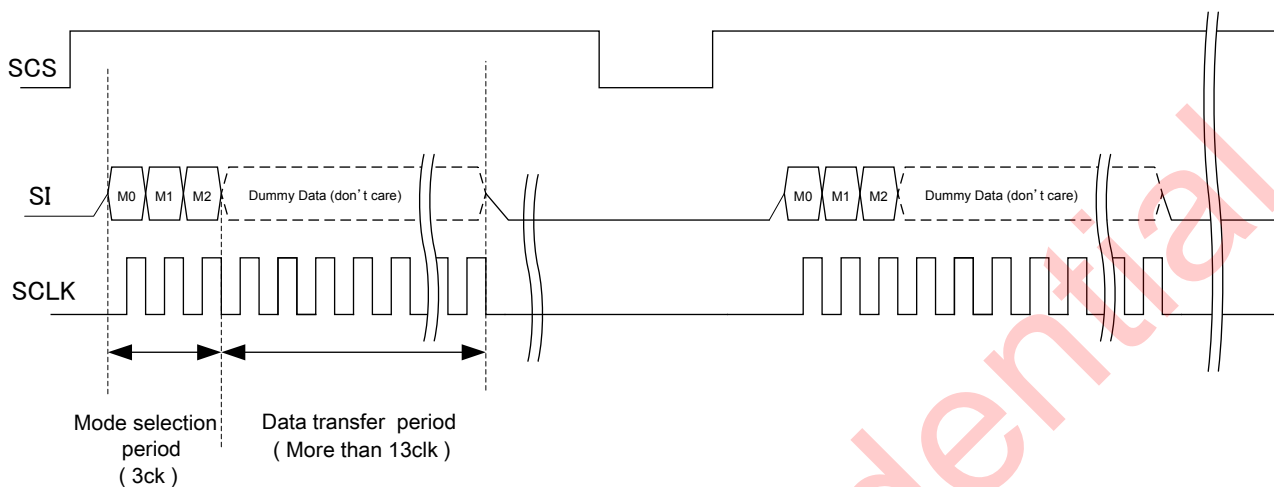 SCS
SI
M0 M1 M2 Dummy Data (don't care)
M0 M1 M2 Dummy Data (don't care)
SCLK
Mode selection
period
( 3ck )
Data transfer period
( More than 13clk )
dential